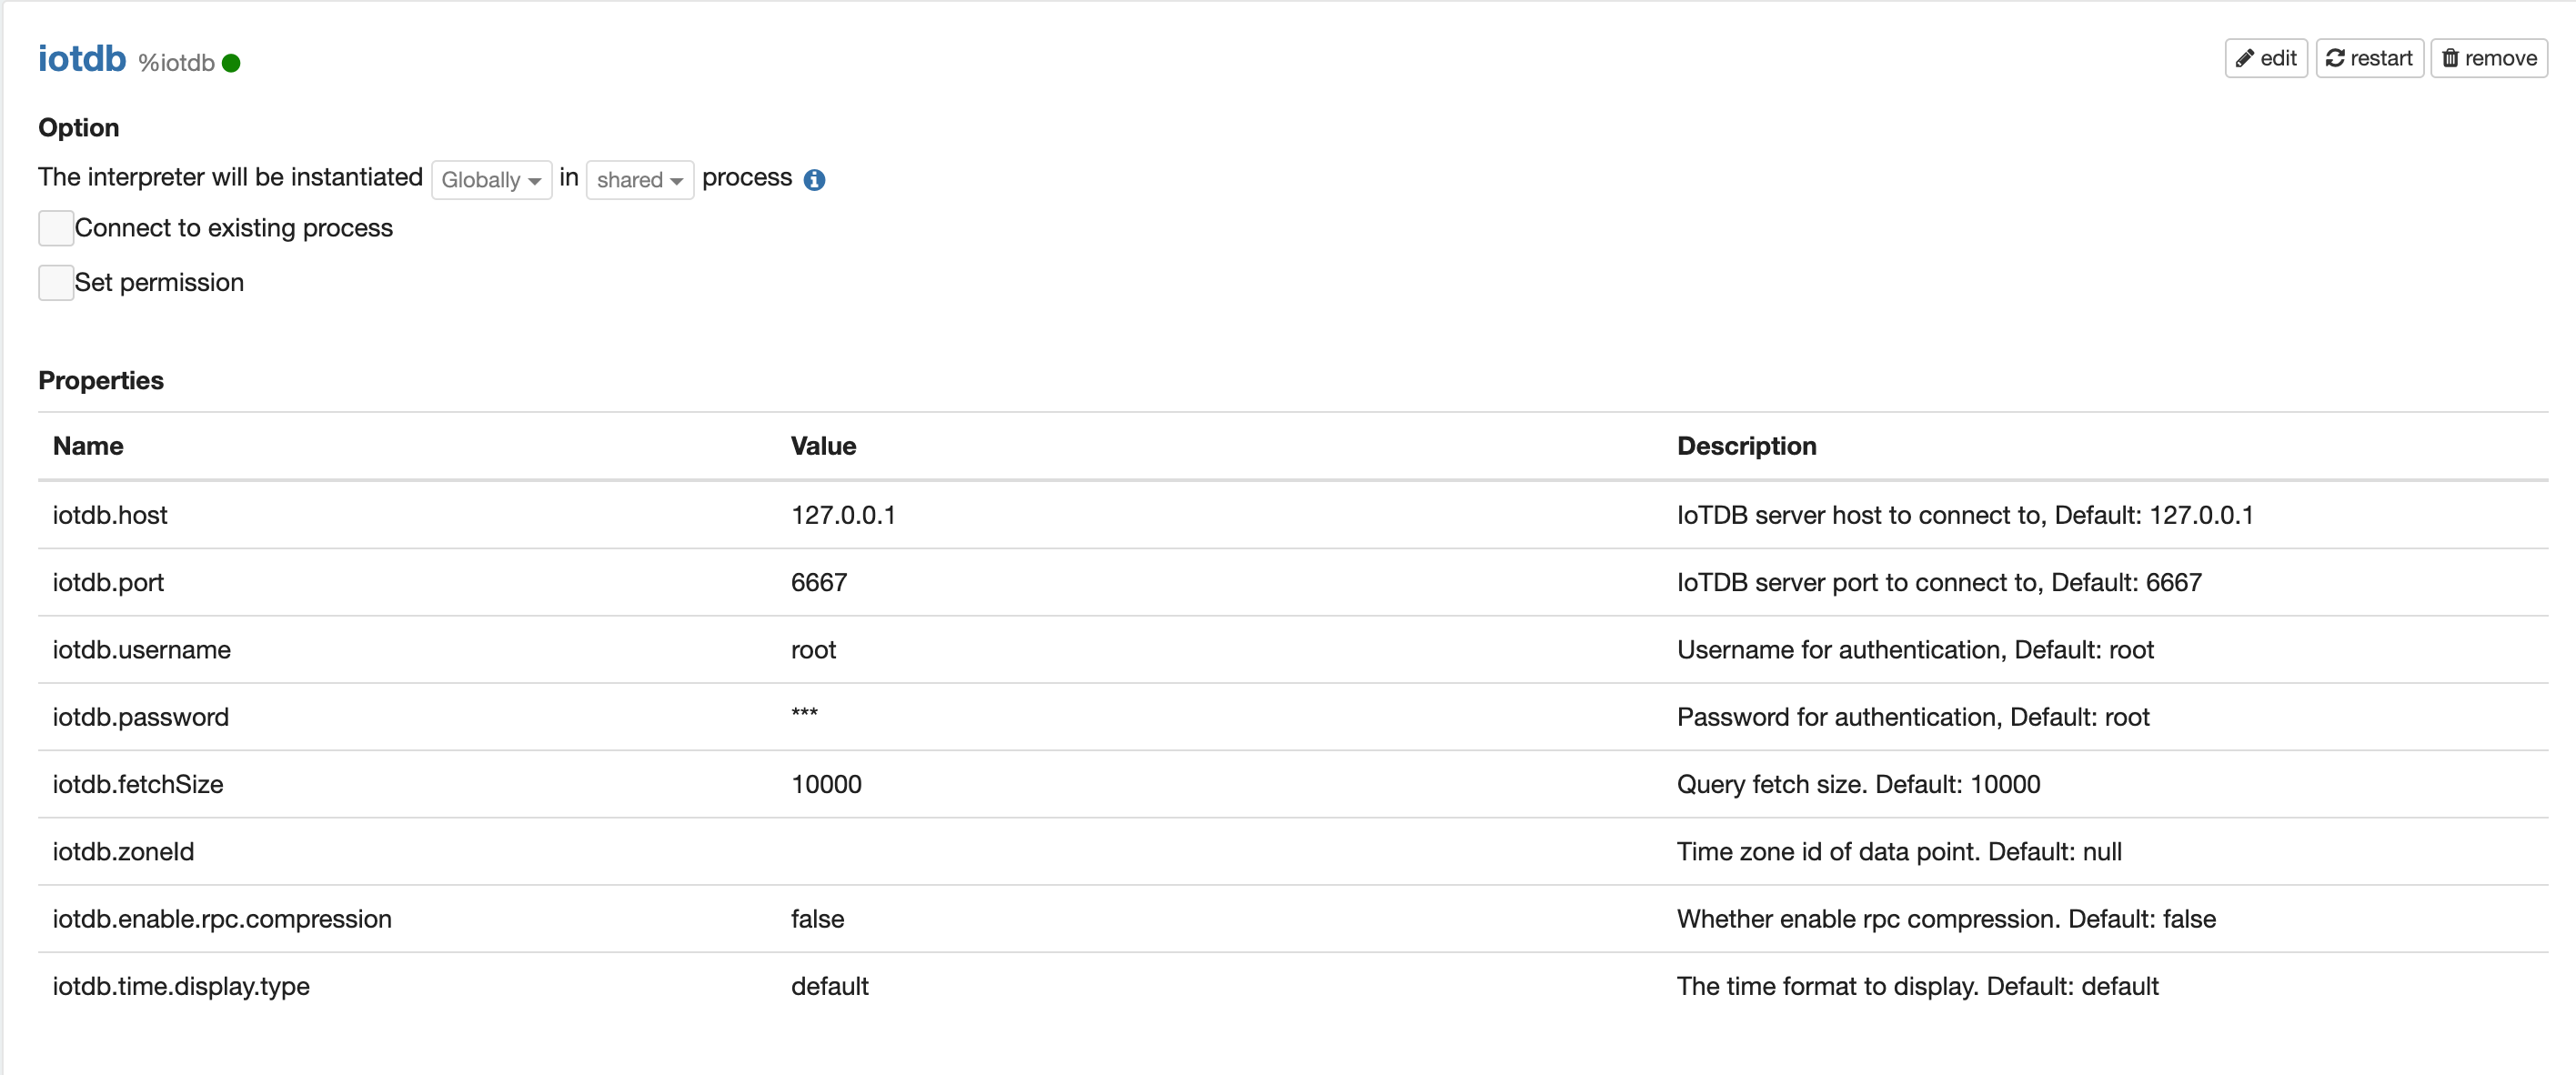 iotdb %iotdb edit restart remove
Option
The interpreter will be instantiated Globally in shared process
Connect to existing process
Set permission
Properties
Name Value Description
iotdb.host 127.0.0.1 IoTDB server host to connect to, Default: 127.0.0.1
iotdb.port 6667 IoTDB server port to connect to, Default: 6667
iotdb.username root Username for authentication, Default: root
iotdb.password *** Password for authentication, Default: root
iotdb.fetchSize 10000 Query fetch size. Default: 10000
iotdb.zoneId Time zone id of data point. Default: null
iotdb.enable.rpc.compression false Whether enable rpc compression. Default: false
iotdb.time.display.type default The time format to display. Default: default